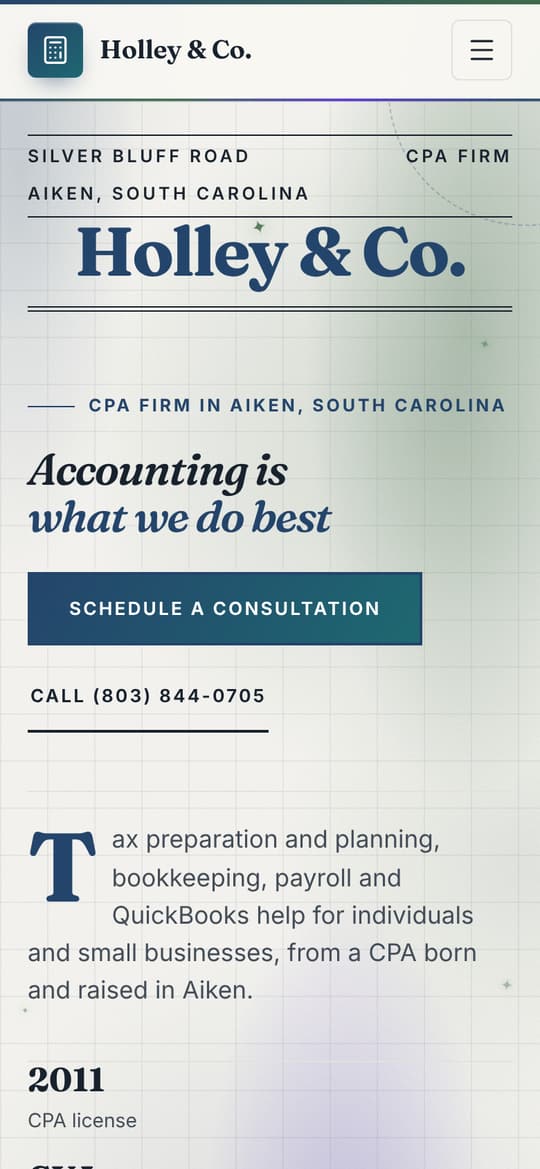 Holley & Co.
SILVER BLUFF ROAD
CPA FIRM
AIKEN, SOUTH CAROLINA
Holley & Co.
CPA FIRM IN AIKEN, SOUTH CAROLINA
Accounting is
what we do best
SCHEDULE A CONSULTATION
CALL (803) 844-0705
Tax preparation and planning,
bookkeeping, payroll and
QuickBooks help for individuals
and small businesses, from a CPA born
and raised in Aiken.
2011
CPA license